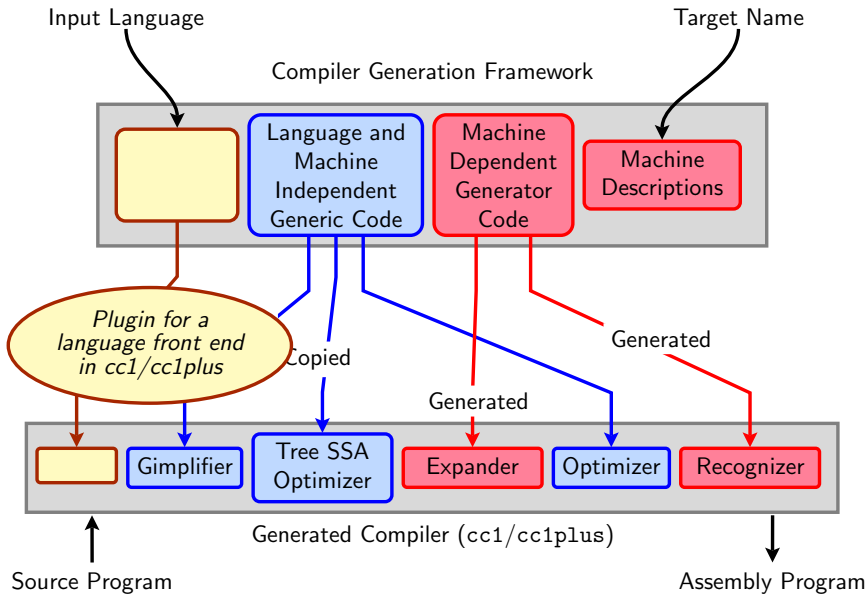 Input Language
Target Name
Compiler Generation Framework
Language and
Machine
Independent
Generic Code
Machine
Dependent
Generator
Code
Machine
Descriptions
Plugin for a
language front end
in cc1/cc1plus
Copied
Generated
Generated
Gimplifier
Tree SSA
Optimizer
Expander
Optimizer
Recognizer
Generated Compiler (cc1/cc1plus)
Source Program
Assembly Program